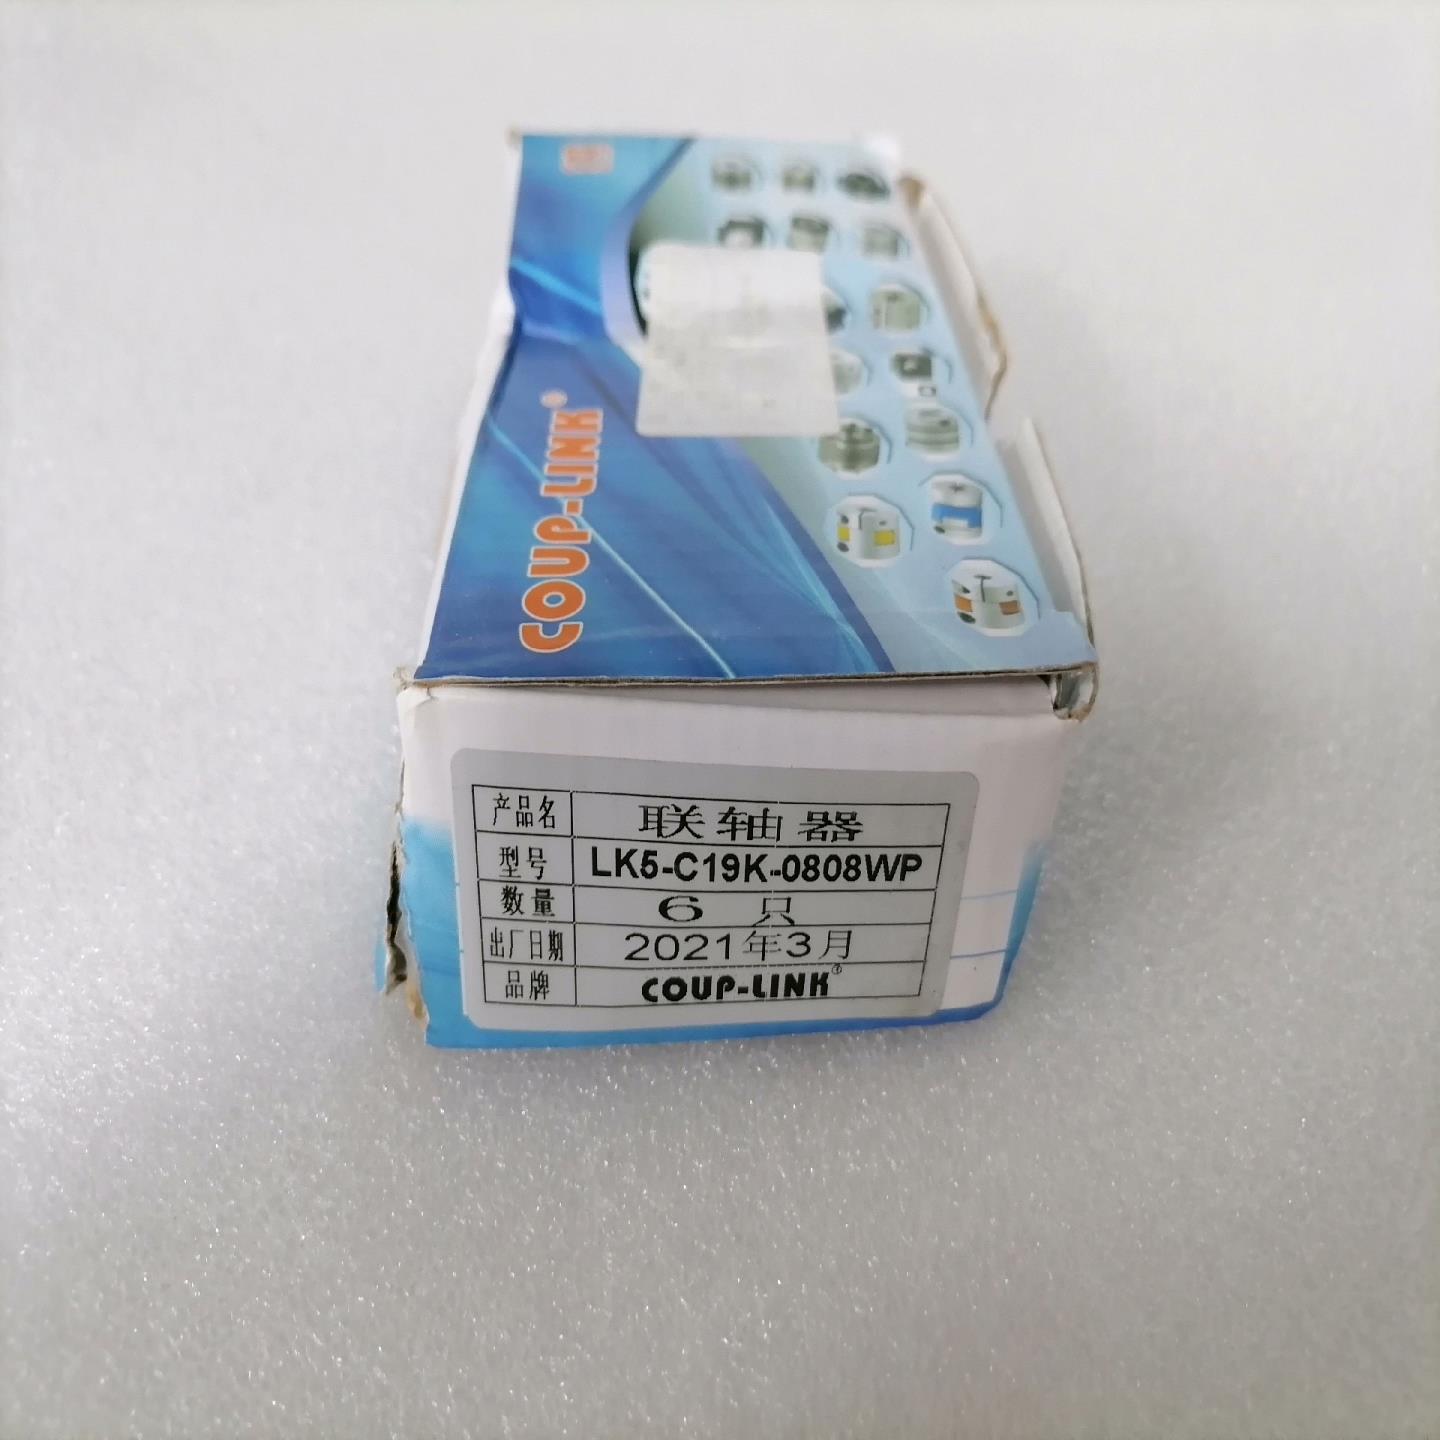 COUP-LINK®
产品名 联轴器
型号 LK5-C19K-0808WP
数量 6 只
出厂日期 2021年3月
品牌 COUP-LINK®